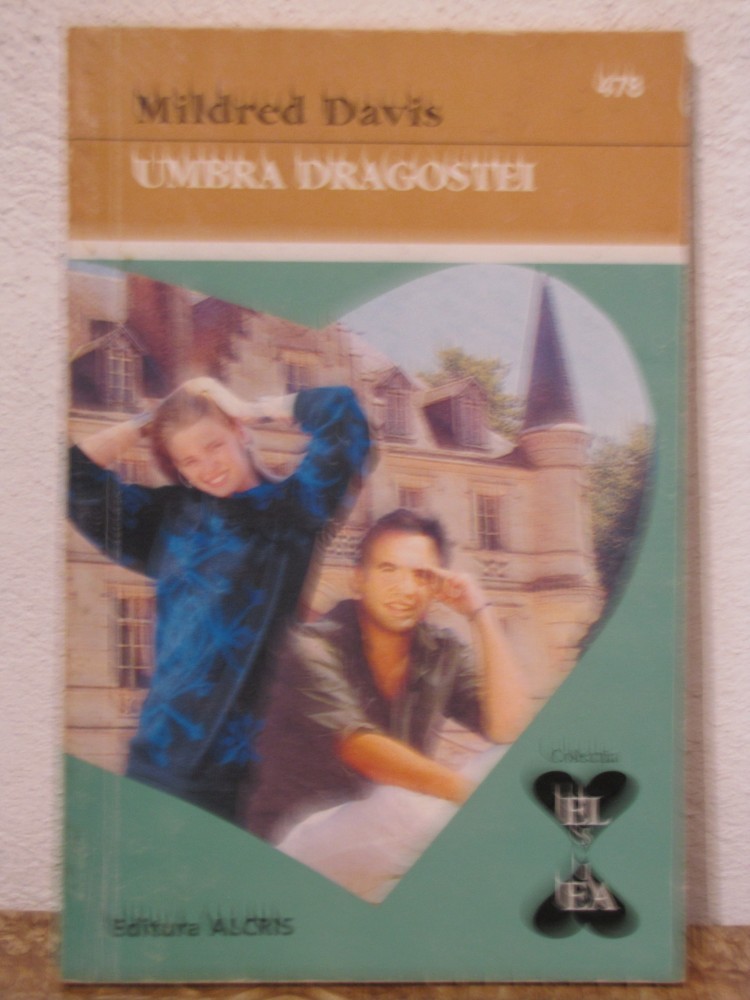 Mildred Davis
478
UMBRA DRAGOSTEI
Colecția
EL
ȘI
EA
Editura ALCRIS